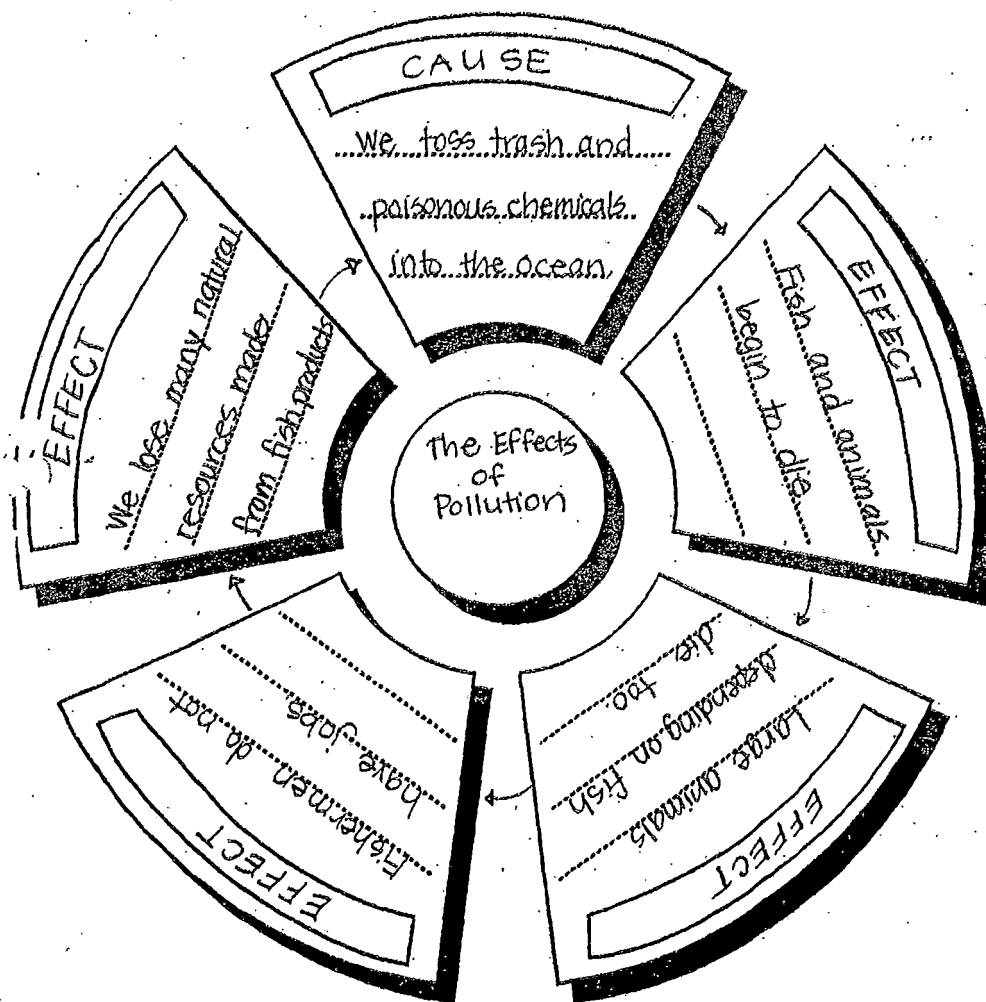 CAUSE
We toss trash and
poisonous chemicals
into the ocean.
EFFECT
Fish and animals
begin to die
EFFECT
Large animals
depending on fish
die too.
EFFECT
Fishermen do not
have jobs.
EFFECT
We lose many natural
resources made
from fish products
The Effects
of
Pollution